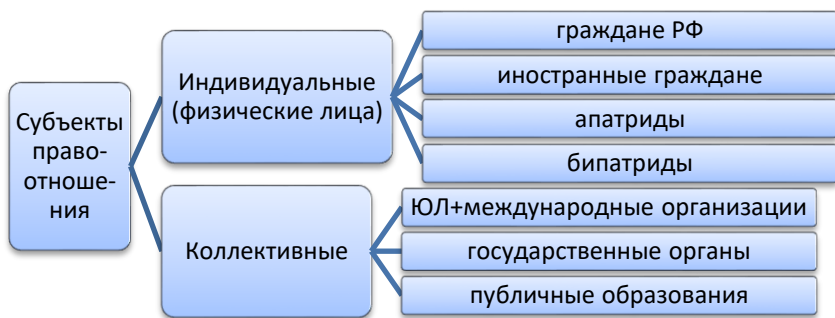 Субъекты
право-
отноше-
ния
Индивидуальные
(физические лица)
граждане РФ
иностранные граждане
апатриды
бипатриды
Коллективные
ЮЛ+международные организации
государственные органы
публичные образования